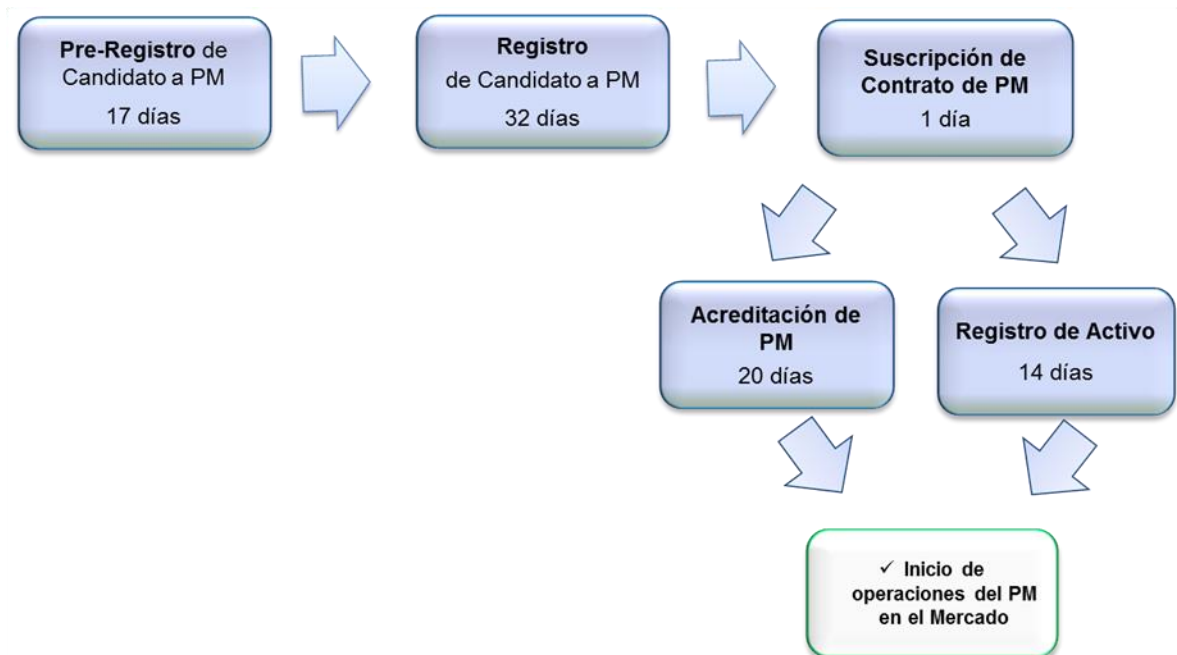 Pre-Registro de
Candidato a PM
17 días
Registro
de Candidato a PM
32 días
Suscripción de
Contrato de PM
1 día
Acreditación de
PM
20 días
Registro de Activo
14 días
✓ Inicio de
operaciones del PM
en el Mercado